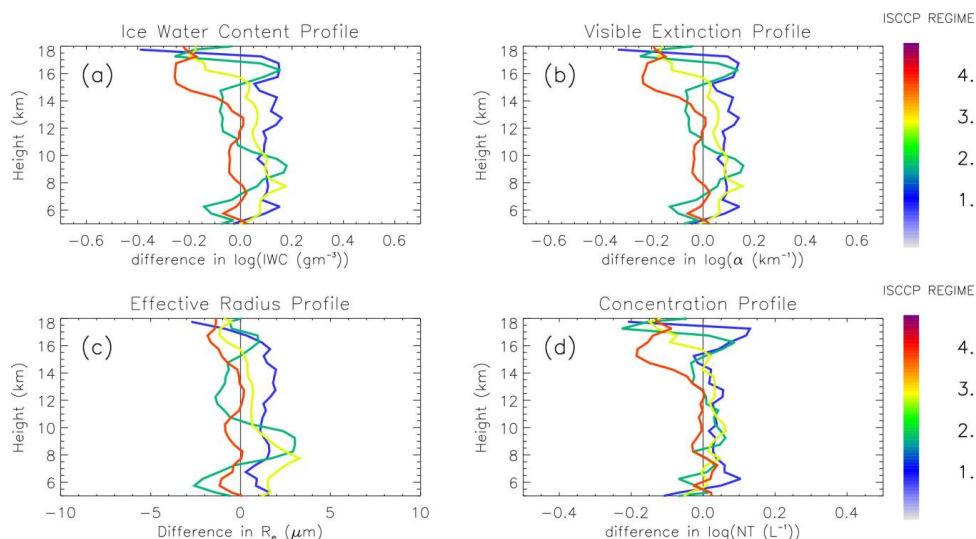 Ice Water Content Profile
Visible Extinction Profile
ISCCP REGIME
(a)
(b)
Height (km)
18
16
14
12
10
8
6
-0.6 -0.4 -0.2 0.0 0.2 0.4 0.6
difference in log(IWC (gm⁻³))
Height (km)
18
16
14
12
10
8
6
-0.6 -0.4 -0.2 0.0 0.2 0.4 0.6
difference in log(α (km⁻¹))
4.
3.
2.
1.
Effective Radius Profile
Concentration Profile
ISCCP REGIME
(c)
(d)
Height (km)
18
16
14
12
10
8
6
-10 -5 0 5 10
Difference in Rₑ (μm)
Height (km)
18
16
14
12
10
8
6
-0.4 -0.2 0.0 0.2 0.4
difference in log(NT (L⁻¹))
4.
3.
2.
1.